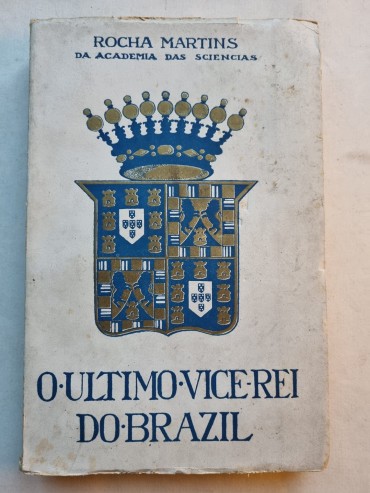 ROCHA MARTINS
DA ACADEMIA DAS SCIENCIAS
O·ULTIMO·VICE-REI
DO·BRAZIL